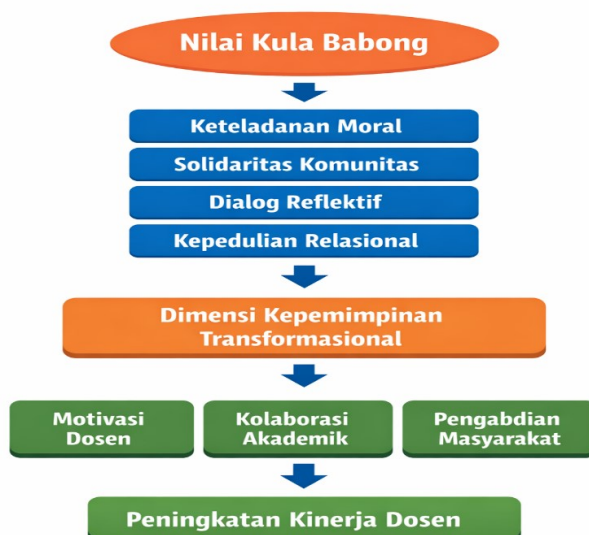 Nilai Kula Babong
Keteladanan Moral
Solidaritas Komunitas
Dialog Reflektif
Kepedulian Relasional
Dimensi Kepemimpinan
Transformasional
Motivasi
Dosen
Kolaborasi
Akademik
Pengabdian
Masyarakat
Peningkatan Kinerja Dosen